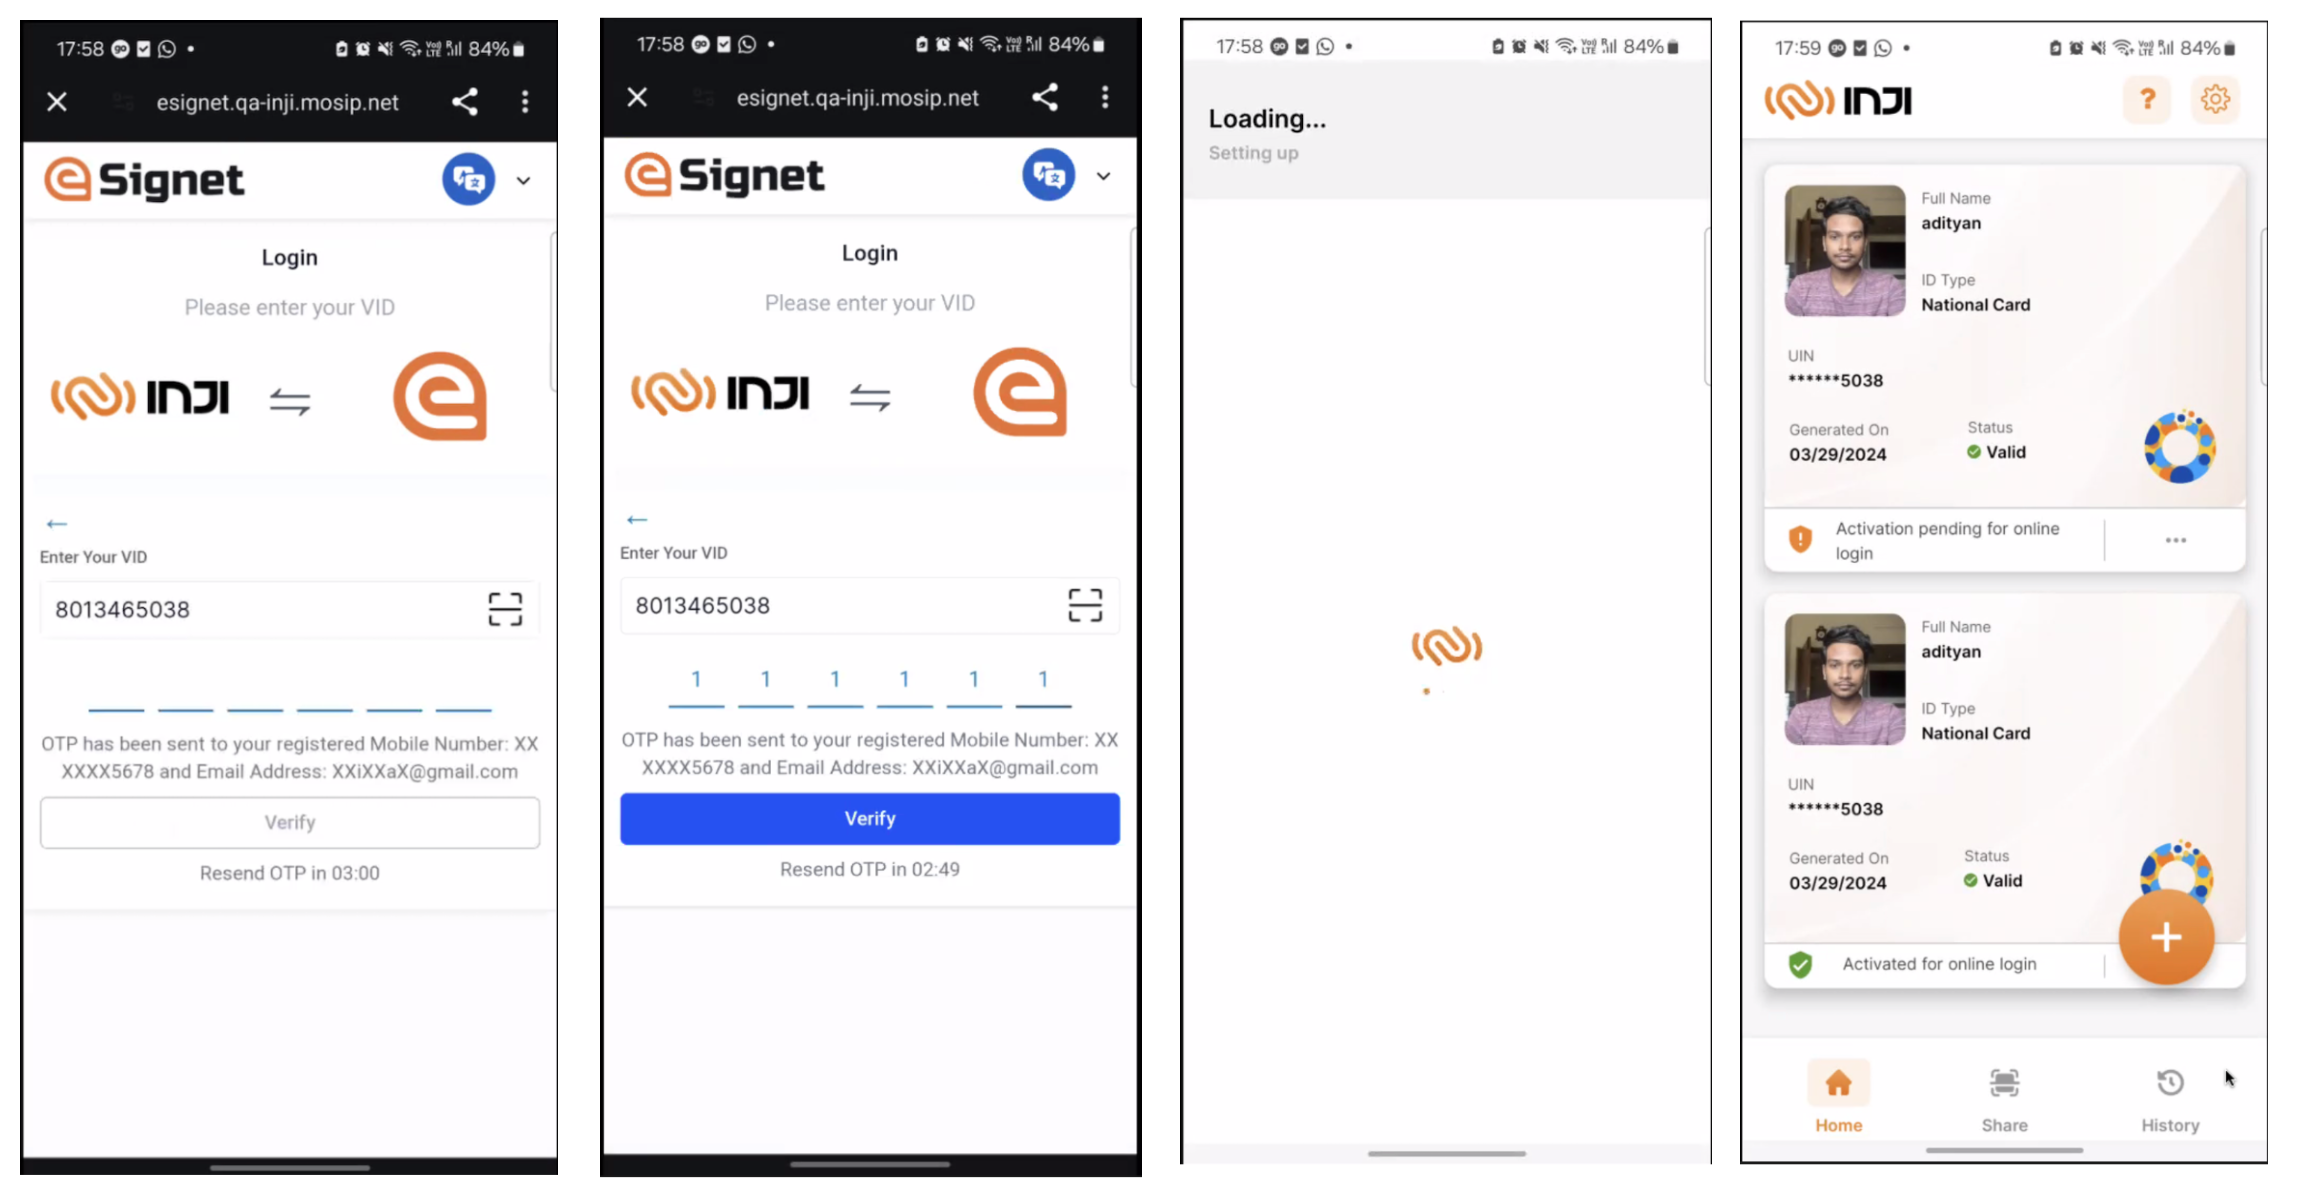 17:58 84%
esignet.qa-inji.mosip.net
Signet
Login
Please enter your VID
INJI
Enter Your VID
8013465038
OTP has been sent to your registered Mobile Number: XX
XXXX5678 and Email Address: XXiXXaX@gmail.com
Verify
Resend OTP in 03:00
17:58 84%
esignet.qa-inji.mosip.net
Signet
Login
Please enter your VID
INJI
Enter Your VID
8013465038
1 1 1 1 1 1
OTP has been sent to your registered Mobile Number: XX
XXXX5678 and Email Address: XXiXXaX@gmail.com
Verify
Resend OTP in 02:49
17:58 84%
Loading...
Setting up
17:59 84%
INJI
?
Full Name
adityan
ID Type
National Card
UIN
******5038
Generated On Status
03/29/2024 Valid
Activation pending for online
login
Full Name
adityan
ID Type
National Card
UIN
******5038
Generated On Status
03/29/2024 Valid
Activated for online login
Home Share History